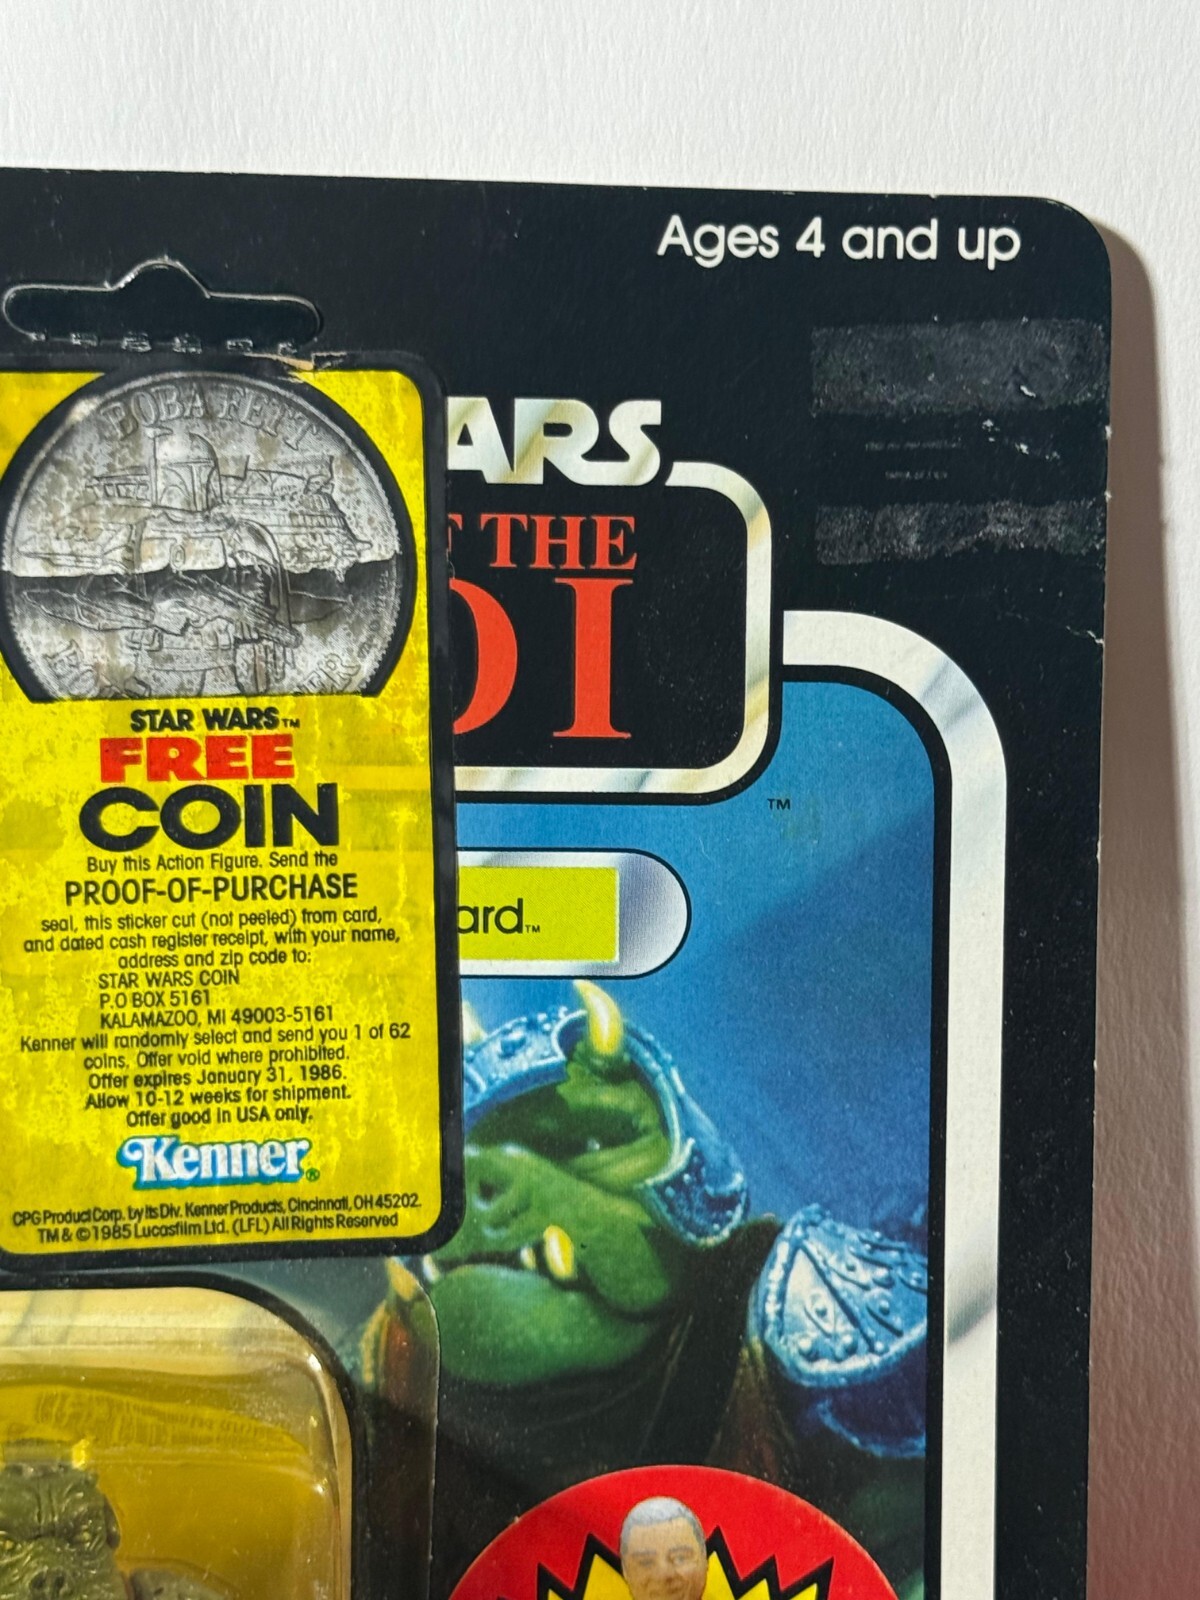 Ages 4 and up
BOBA FETT
ARS
F THE
DI
STAR WARS™
FREE
COIN
™
Buy this Action Figure. Send the
PROOF-OF-PURCHASE
seal, this sticker cut (not peeled) from card,
and dated cash register receipt, with your name,
address and zip code to:
STAR WARS COIN
P.O BOX 5161
KALAMAZOO, MI 49003-5161
Kenner will randomly select and send you 1 of 62
coins. Offer void where prohibited.
Offer expires January 31, 1986.
Allow 10-12 weeks for shipment.
Offer good in USA only.
ard™
Kenner®
CPG Product Corp. by its Div. Kenner Products, Cincinnati, OH 45202.
TM & ©1985 Lucasfilm Ltd. (LFL) All Rights Reserved